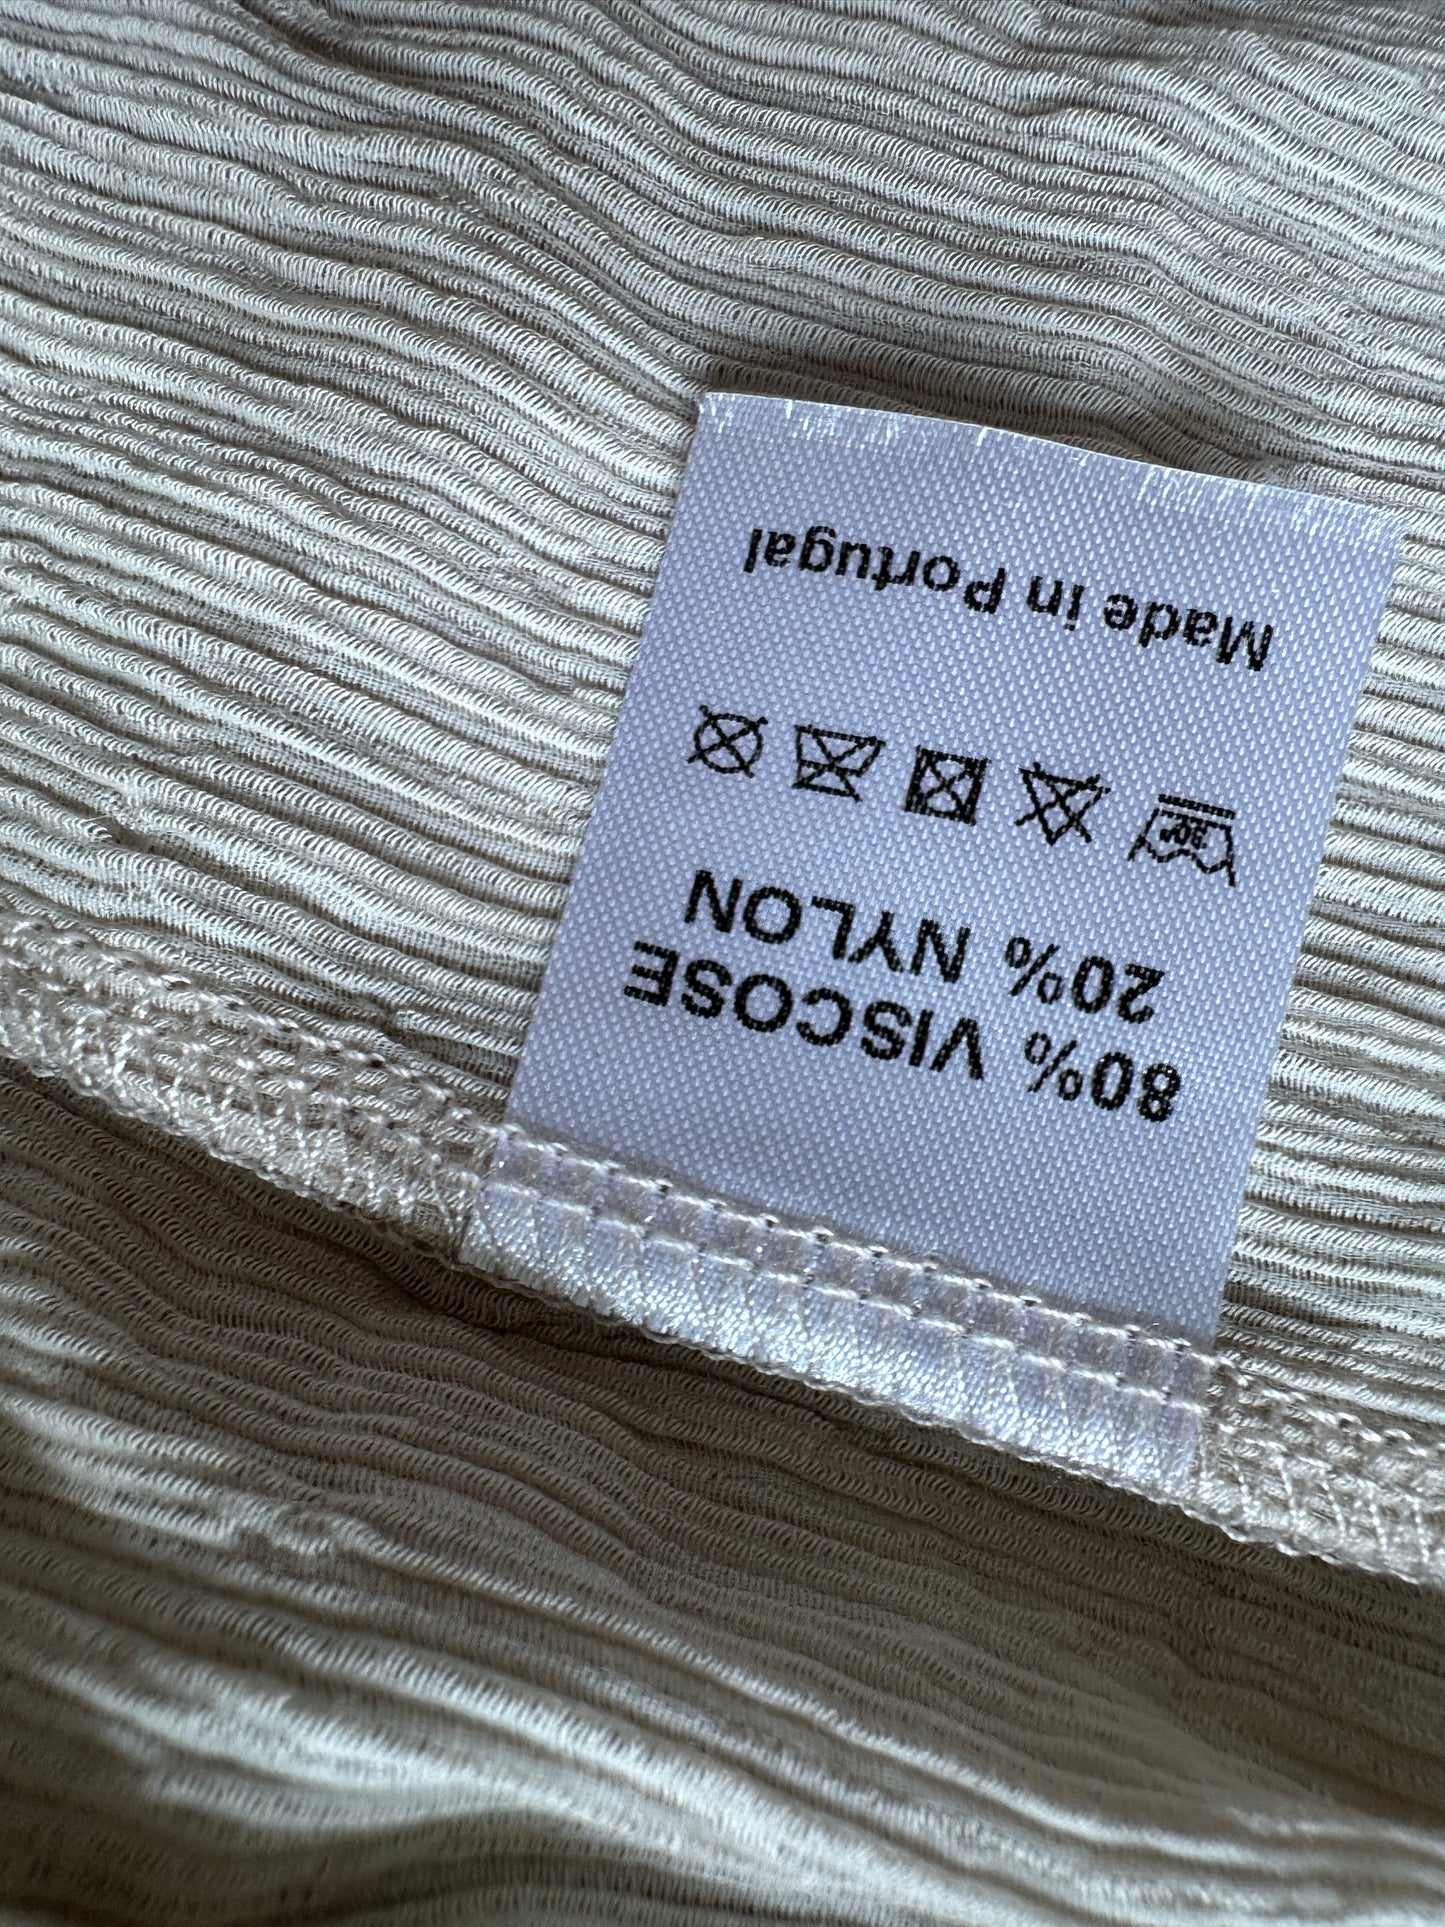 80% VISCOSE
20% NYLON
30°
Made in Portugal